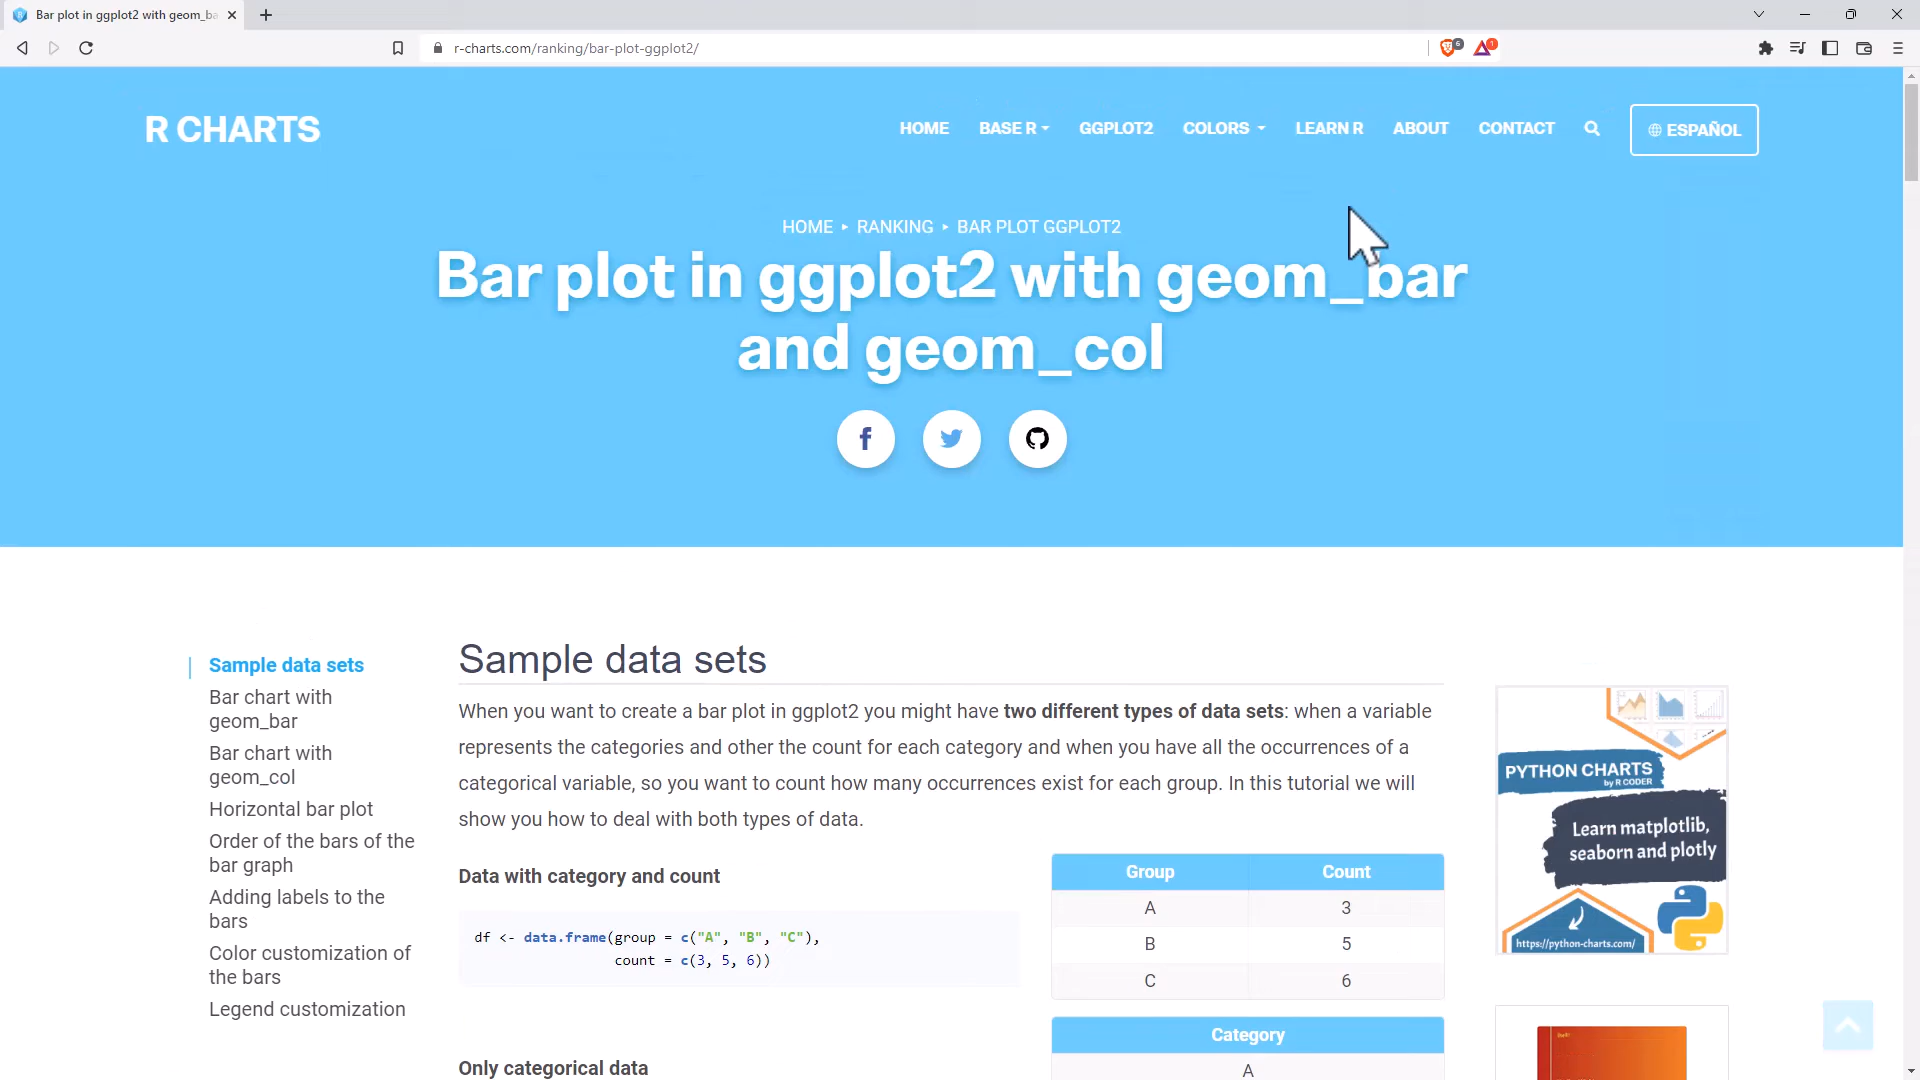 Bar plot in ggplot2 with geom_ba
r-charts.com/ranking/bar-plot-ggplot2/
6
1
R CHARTS
HOME
BASE R
GGPLOT2
COLORS
LEARN R
ABOUT
CONTACT
ESPAÑOL
HOME ▸ RANKING ▸ BAR PLOT GGPLOT2
Bar plot in ggplot2 with geom_bar
and geom_col
Sample data sets
Bar chart with
geom_bar
Bar chart with
geom_col
Horizontal bar plot
Order of the bars of the
bar graph
Adding labels to the
bars
Color customization of
the bars
Legend customization
Sample data sets
When you want to create a bar plot in ggplot2 you might have two different types of data sets: when a variable
represents the categories and other the count for each category and when you have all the occurrences of a
categorical variable, so you want to count how many occurrences exist for each group. In this tutorial we will
show you how to deal with both types of data.
Data with category and count
df <- data.frame(group = c("A", "B", "C"),
count = c(3, 5, 6))
Only categorical data
Group Count
A 3
B 5
C 6
Category
A
PYTHON CHARTS
by R CODER
Learn matplotlib,
seaborn and plotly
https://python-charts.com/